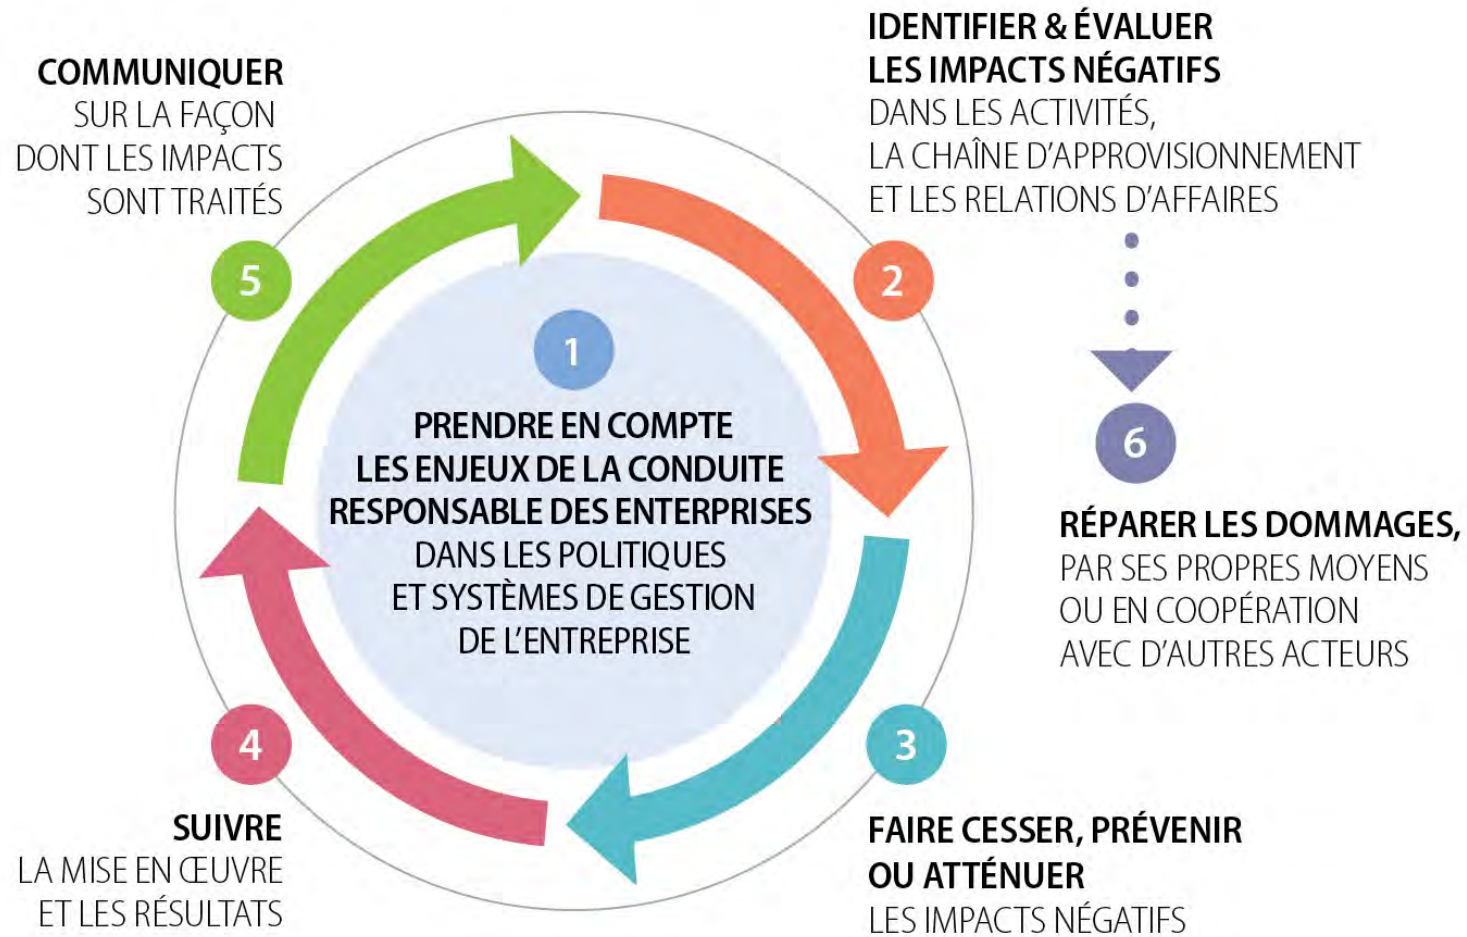 1
PRENDRE EN COMPTE
LES ENJEUX DE LA CONDUITE
RESPONSABLE DES ENTERPRISES
DANS LES POLITIQUES
ET SYSTÈMES DE GESTION
DE L’ENTREPRISE
2
IDENTIFIER & ÉVALUER
LES IMPACTS NÉGATIFS
DANS LES ACTIVITÉS,
LA CHAÎNE D’APPROVISIONNEMENT
ET LES RELATIONS D’AFFAIRES
3
FAIRE CESSER, PRÉVENIR
OU ATTÉNUER
LES IMPACTS NÉGATIFS
4
SUIVRE
LA MISE EN ŒUVRE
ET LES RÉSULTATS
5
COMMUNIQUER
SUR LA FAÇON
DONT LES IMPACTS
SONT TRAITÉS
6
RÉPARER LES DOMMAGES,
PAR SES PROPRES MOYENS
OU EN COOPÉRATION
AVEC D’AUTRES ACTEURS